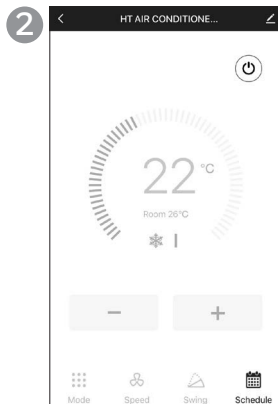 2
HT AIR CONDITIONE...
22 °C
Room 26°C
Mode Speed Swing Schedule